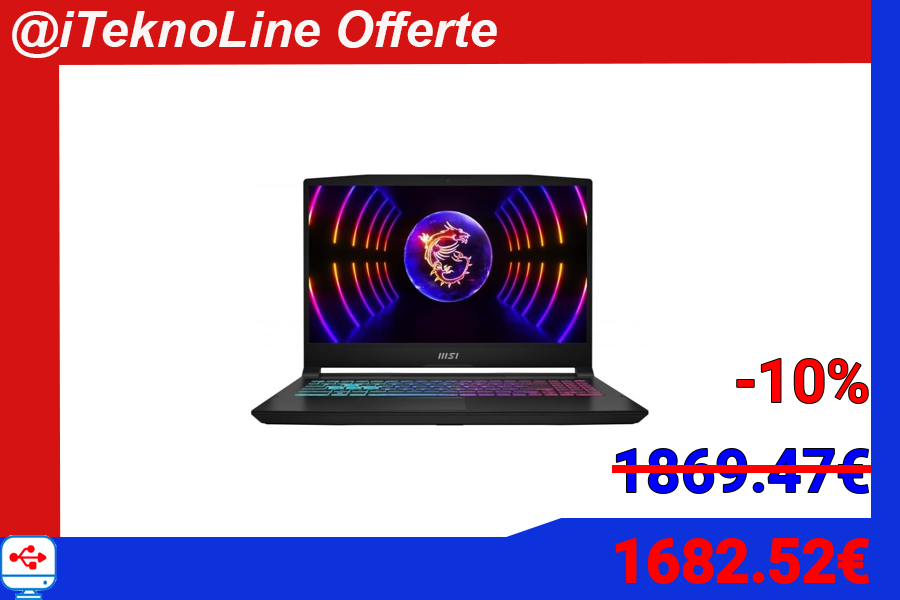 @iTeknoLine Offerte
msi
-10%
1869.47€
1682.52€